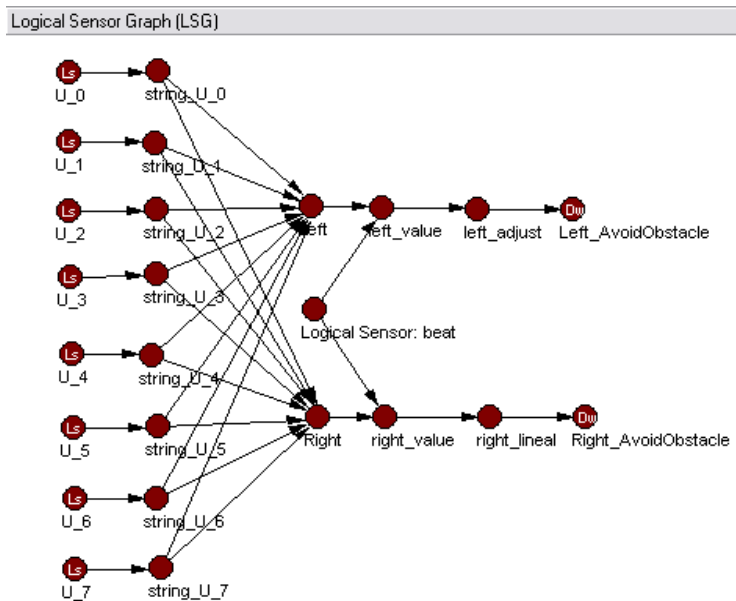 Logical Sensor Graph (LSG)
Ls
U_0
string_U_0
Ls
U_1
string_U_1
Ls
U_2
string_U_2
left
left_value
left_adjust
Dw
Left_AvoidObstacle
Ls
U_3
string_U_3
Logical Sensor: beat
Ls
U_4
string_U_4
Ls
U_5
string_U_5
Right
right_value
right_lineal
Dw
Right_AvoidObstacle
Ls
U_6
string_U_6
Ls
U_7
string_U_7